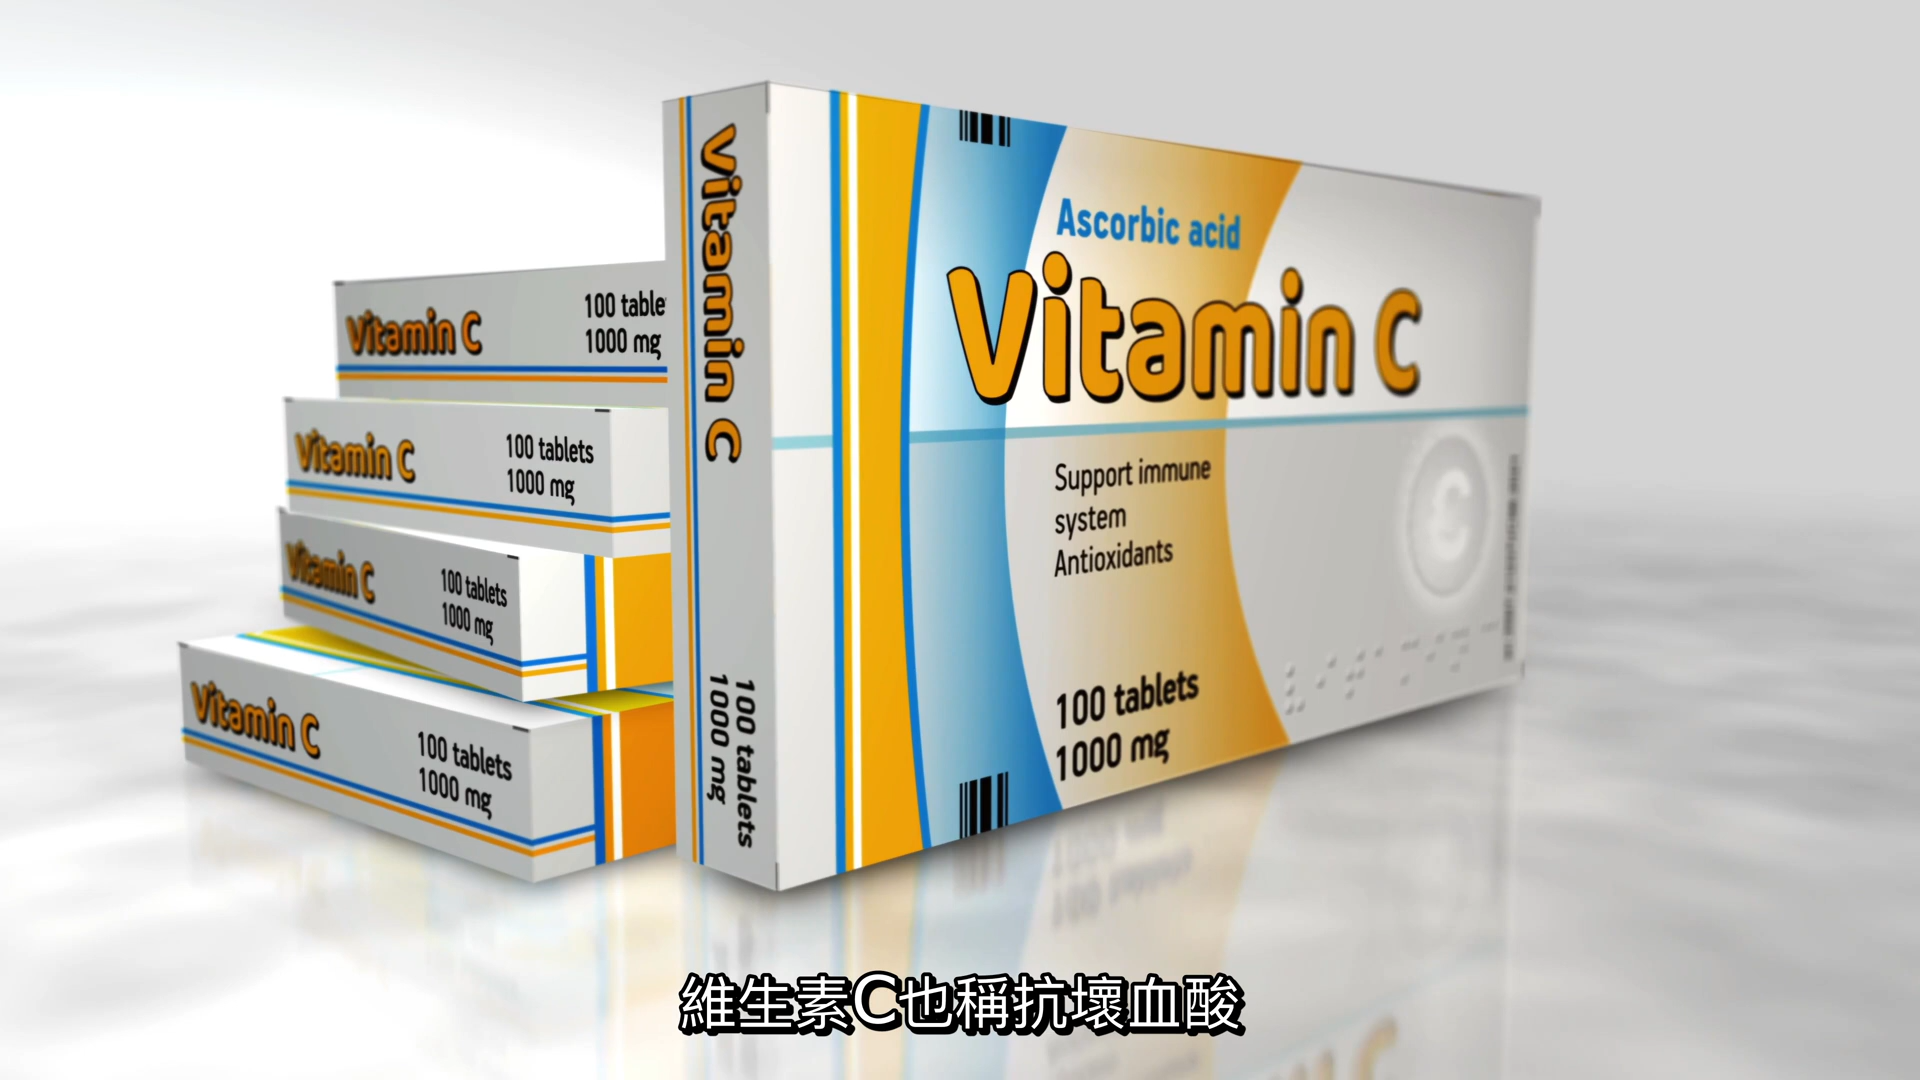 Ascorbic acid
Vitamin C
Support immune
system
Antioxidants
100 tablets
1000 mg
Vitamin C
100 tablets
1000 mg
Vitamin C
100 table
1000 mg
Vitamin C
100 tablets
1000 mg
Vitamin C
100 tablets
1000 mg
Vitamin C
100 tablets
1000 mg
維生素C也稱抗壞血酸